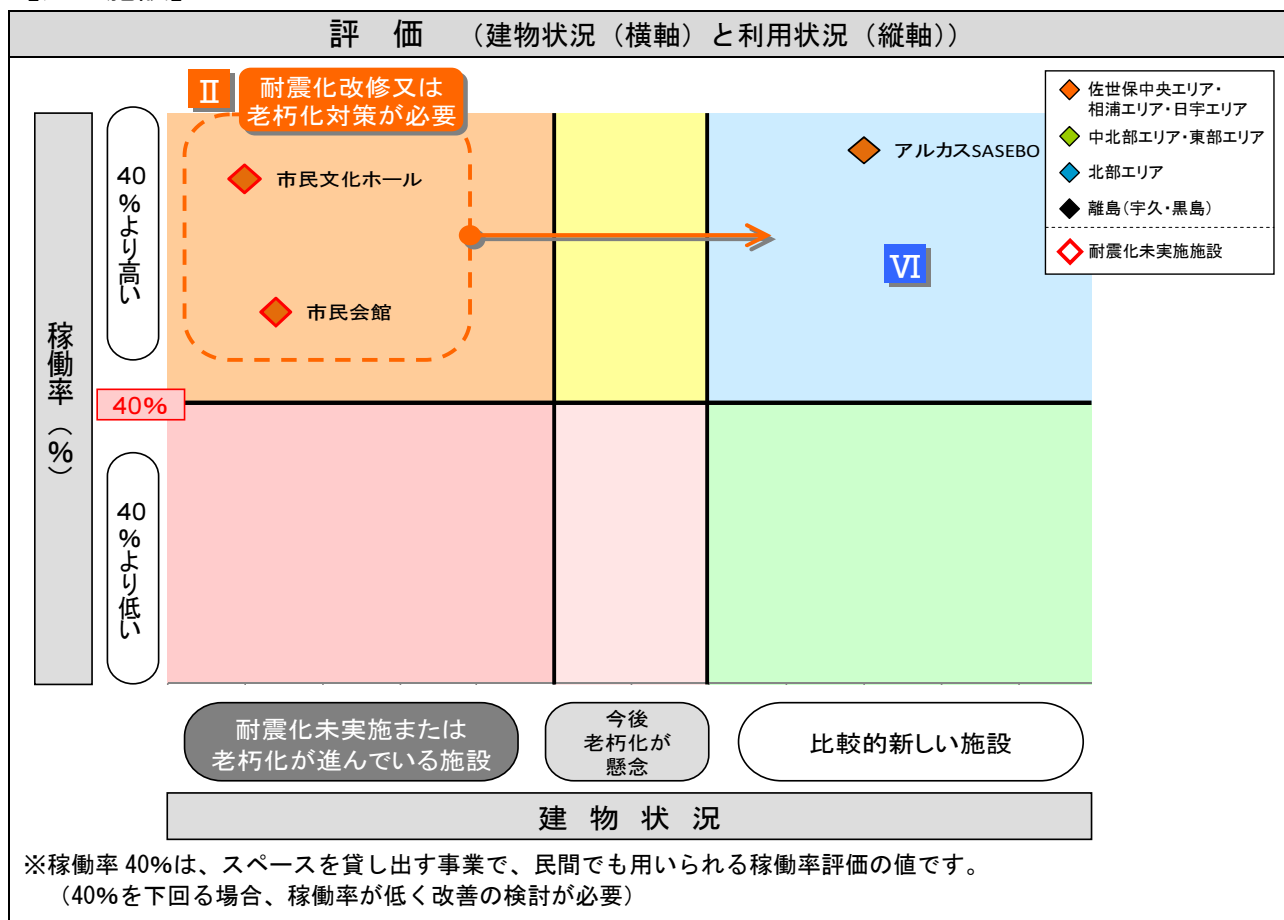 評 価 (建物状況(横軸)と利用状況(縦軸))
Ⅱ
耐震化改修又は
老朽化対策が必要
佐世保中央エリア・
相浦エリア・日宇エリア
中北部エリア・東部エリア
北部エリア
離島(宇久・黒島)
耐震化未実施施設
40%より高い
市民文化ホール
アルカスSASEBO
Ⅵ
市民会館
稼働率(%)
40%
40%より低い
耐震化未実施または
老朽化が進んでいる施設
今後
老朽化が
懸念
比較的新しい施設
建 物 状 況
※稼働率 40%は、スペースを貸し出す事業で、民間でも用いられる稼働率評価の値です。
(40%を下回る場合、稼働率が低く改善の検討が必要)